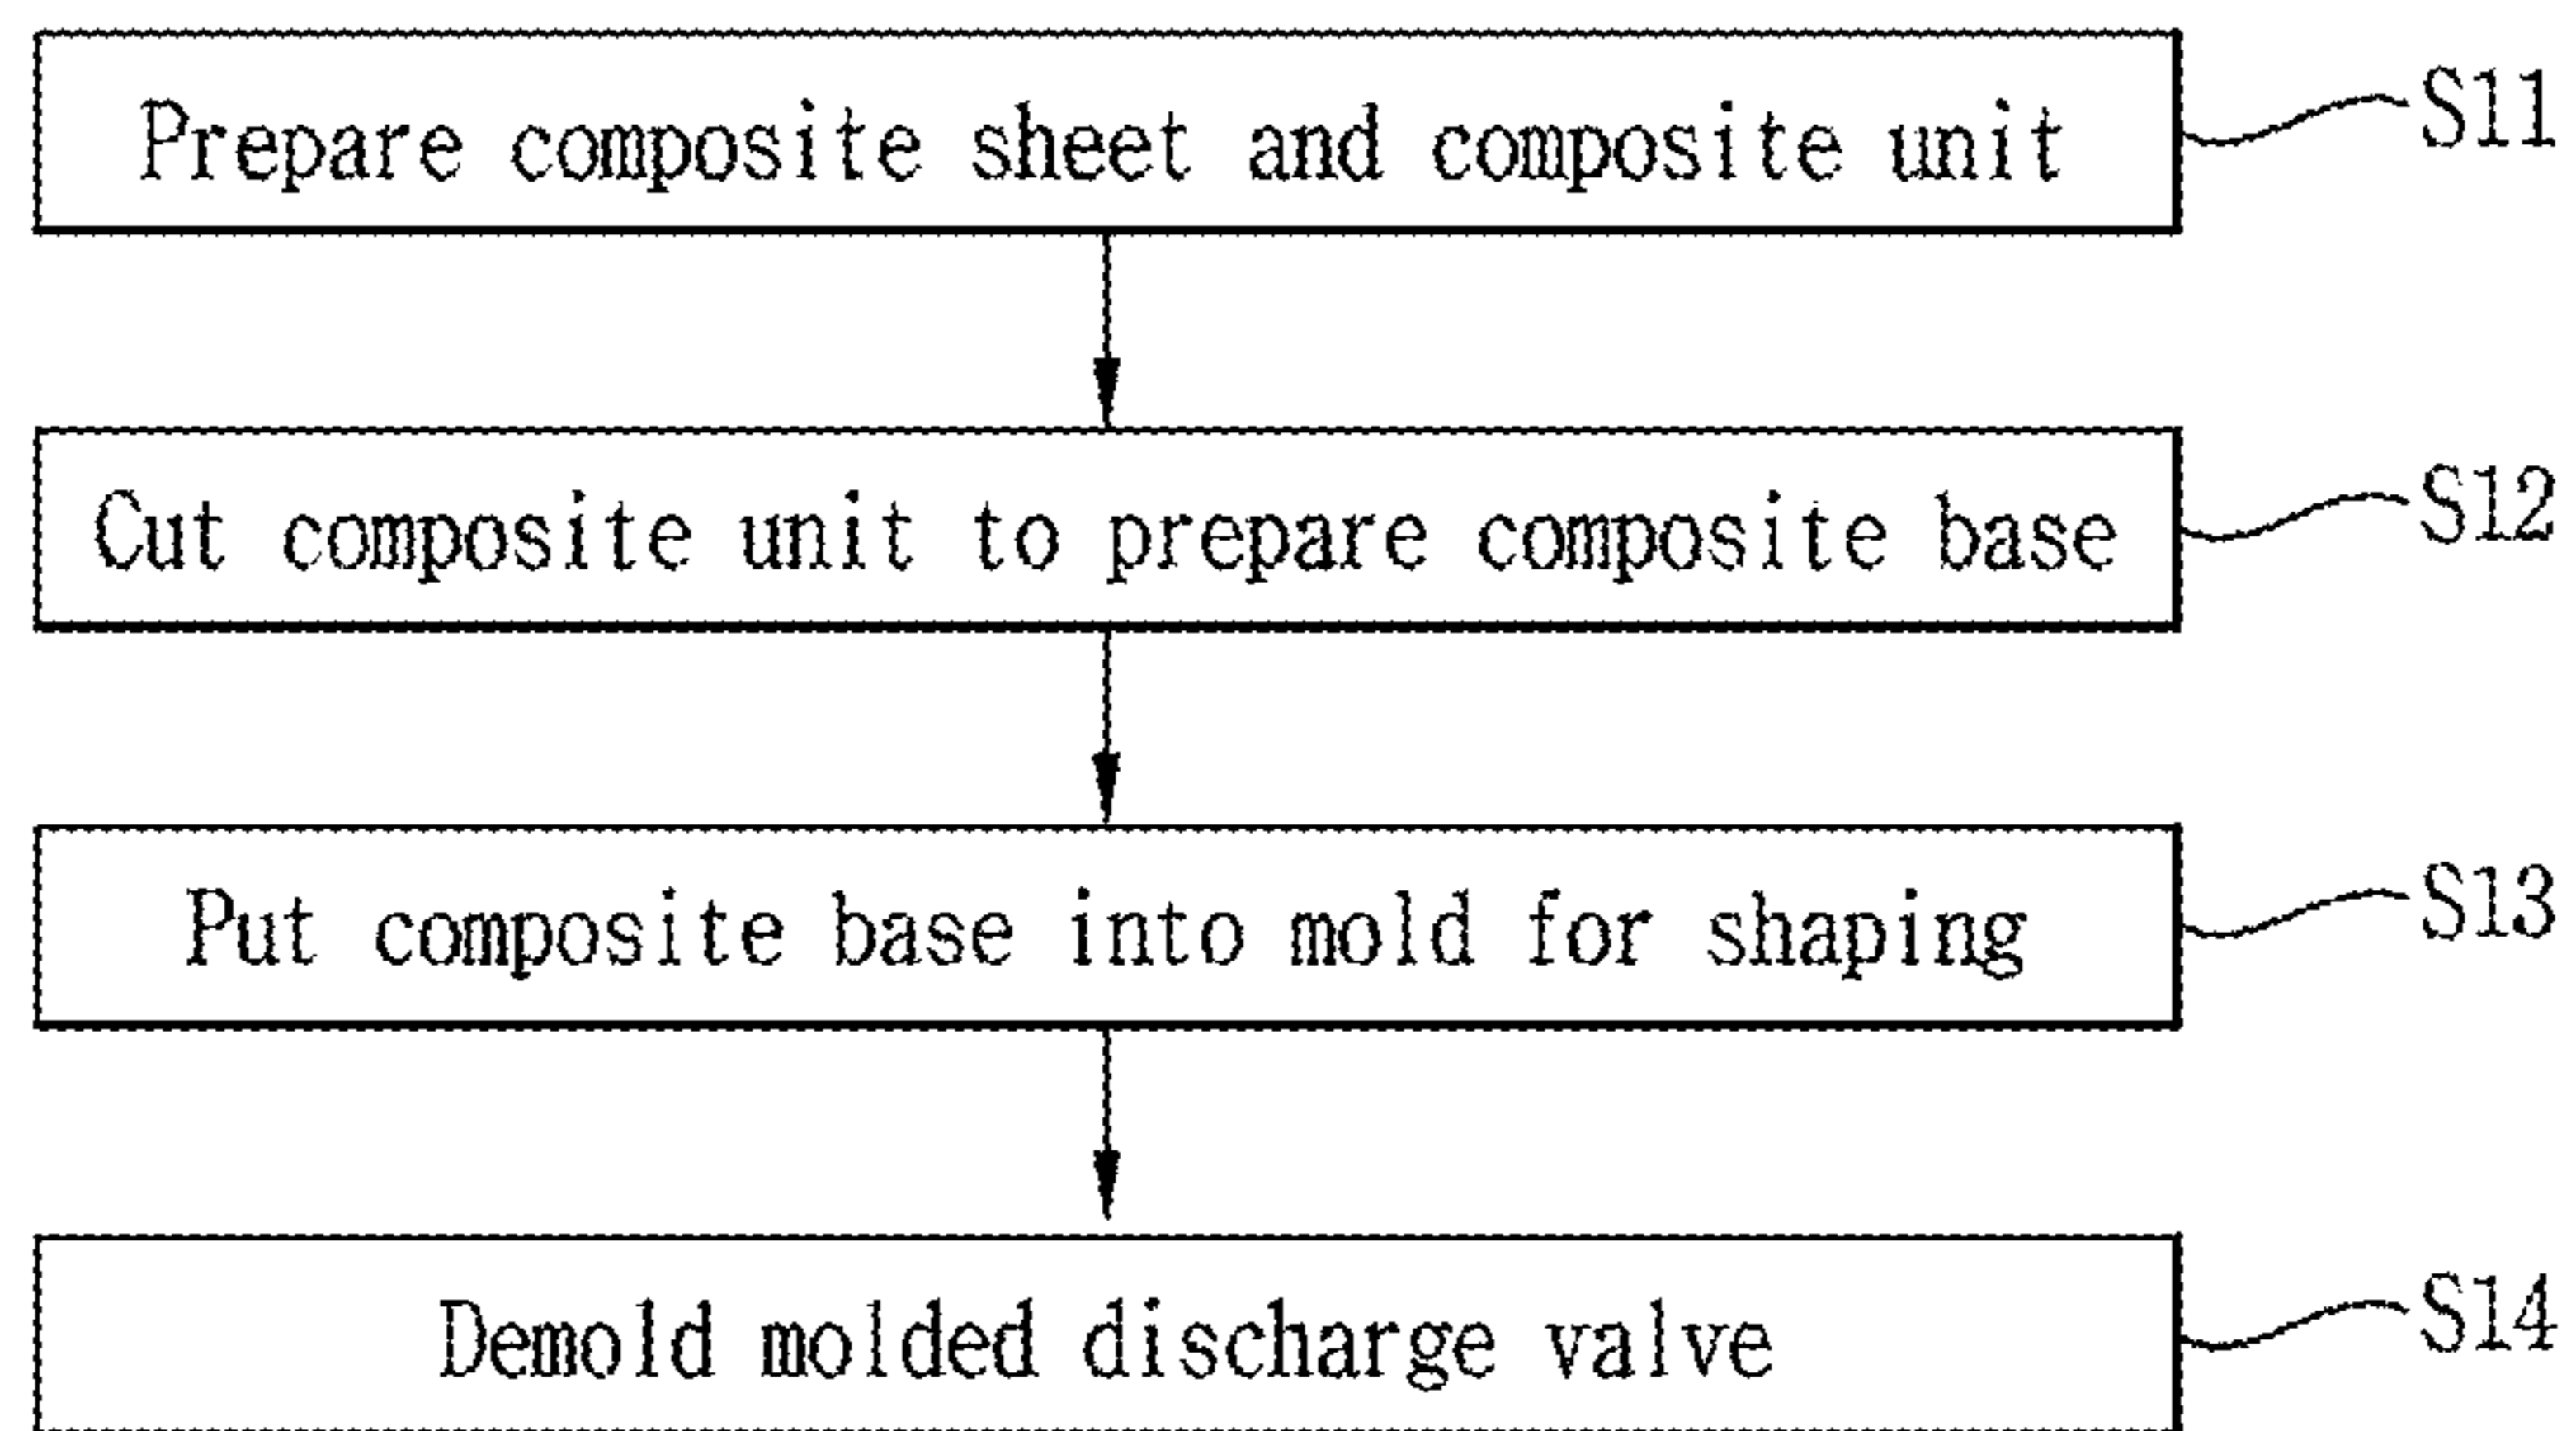 Prepare composite sheet and composite unit S11
Cut composite unit to prepare composite base S12
Put composite base into mold for shaping S13
Demold molded discharge valve S14